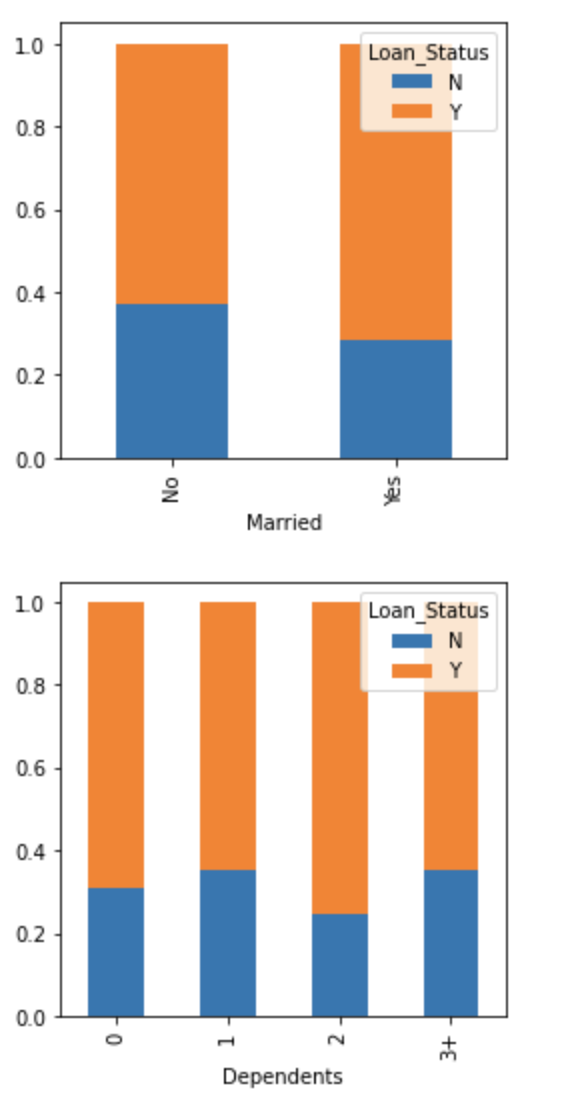 1.0
0.8
0.6
0.4
0.2
0.0
Loan_Status
N
Y
No
Yes
Married
1.0
0.8
0.6
0.4
0.2
0.0
Loan_Status
N
Y
0
1
2
3+
Dependents